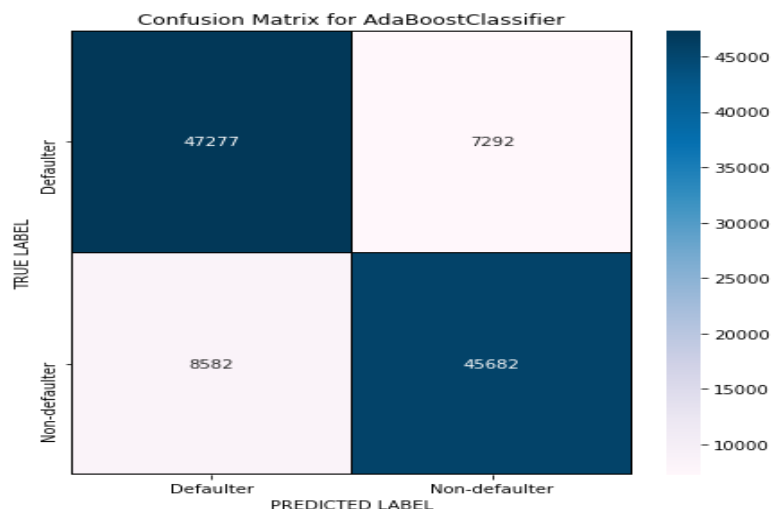 Confusion Matrix for AdaBoostClassifier
TRUE LABEL
Defaulter
Non-defaulter
47277
7292
8582
45682
Defaulter
Non-defaulter
PREDICTED LABEL
45000
40000
35000
30000
25000
20000
15000
10000